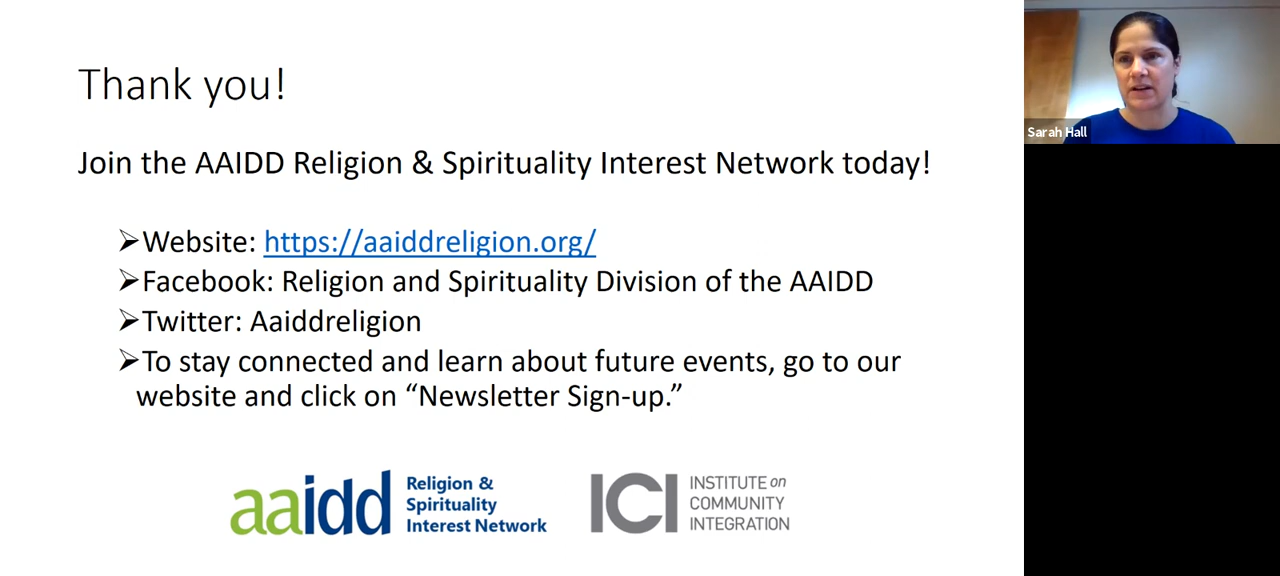 Thank you!
Join the AAIDD Religion & Spirituality Interest Network today!
➢Website: https://aaiddreligion.org/
➢Facebook: Religion and Spirituality Division of the AAIDD
➢Twitter: Aaiddreligion
➢To stay connected and learn about future events, go to our
website and click on “Newsletter Sign-up.”
aaidd
Religion &
Spirituality
Interest Network
ICI
INSTITUTE on
COMMUNITY
INTEGRATION
Sarah Hall